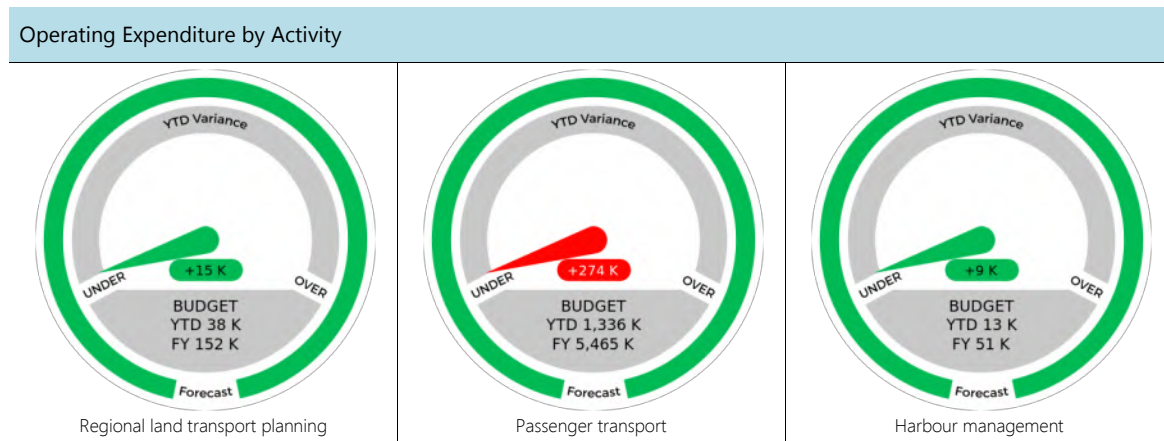 Operating Expenditure by Activity
YTD Variance
+15 K
UNDER
OVER
BUDGET
YTD 38 K
FY 152 K
Forecast
Regional land transport planning
YTD Variance
+274 K
UNDER
OVER
BUDGET
YTD 1,336 K
FY 5,465 K
Forecast
Passenger transport
YTD Variance
+9 K
UNDER
OVER
BUDGET
YTD 13 K
FY 51 K
Forecast
Harbour management